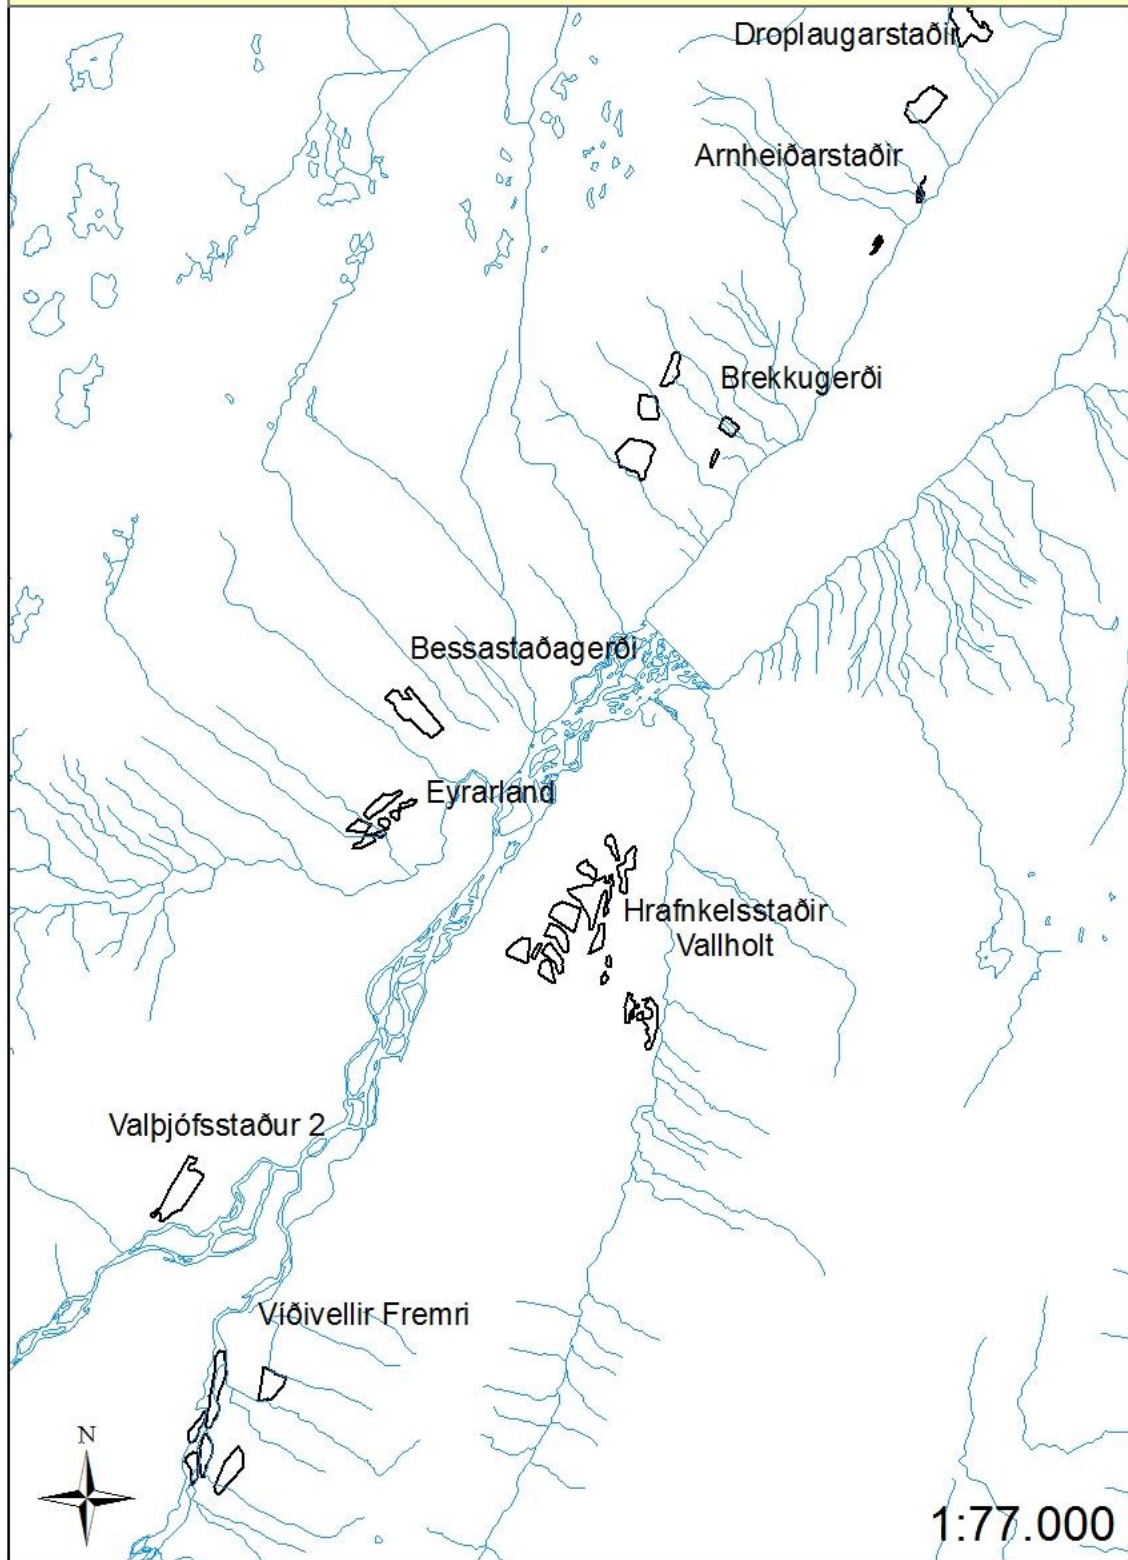 Droplaugarstaðir
Arnheiðarstaðir
Brekkugerði
Bessastaðagerði
Eyrarland
Hrafnkelsstaðir
Vallholt
Valþjófsstaður 2
Víðivellir Fremri
N
1:77.000